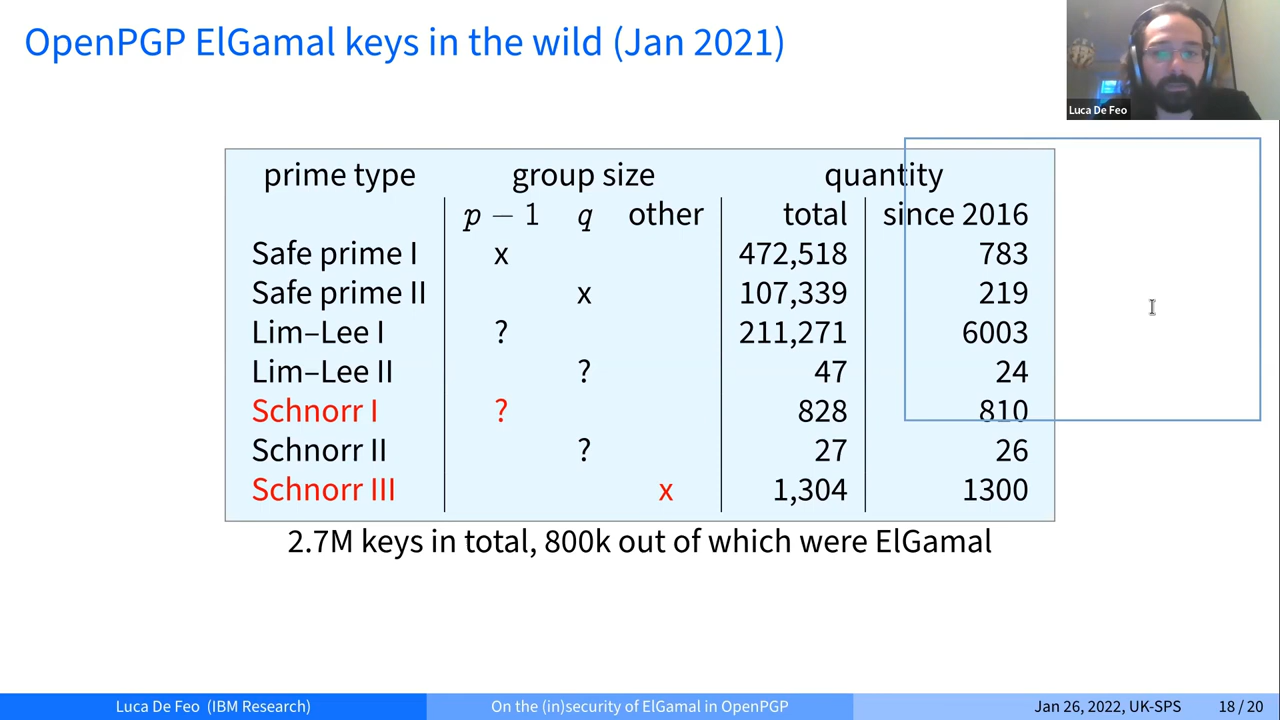 OpenPGP ElGamal keys in the wild (Jan 2021)
Luca De Feo
prime type group size quantity
p − 1 q other total since 2016
Safe prime I x 472,518 783
Safe prime II x 107,339 219
Lim–Lee I ? 211,271 6003
Lim–Lee II ? 47 24
Schnorr I ? 828 810
Schnorr II ? 27 26
Schnorr III x 1,304 1300
2.7M keys in total, 800k out of which were ElGamal
Luca De Feo (IBM Research) On the (in)security of ElGamal in OpenPGP Jan 26, 2022, UK-SPS 18 / 20